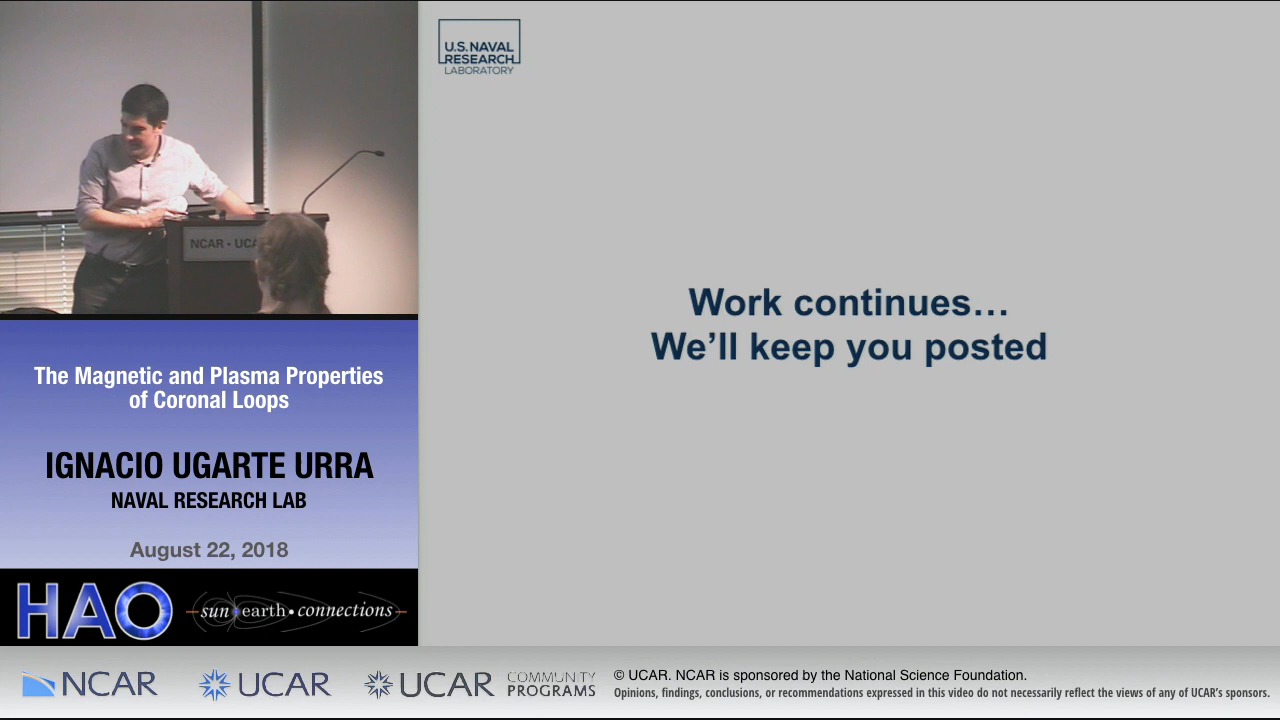 U.S. NAVAL
RESEARCH
LABORATORY
NCAR • UCA
Work continues…
We'll keep you posted
The Magnetic and Plasma Properties
of Coronal Loops
IGNACIO UGARTE URRA
NAVAL RESEARCH LAB
August 22, 2018
HAO
sun•earth•connections
NCAR
UCAR
UCAR
COMMUNITY
PROGRAMS
© UCAR. NCAR is sponsored by the National Science Foundation.
Opinions, findings, conclusions, or recommendations expressed in this video do not necessarily reflect the views of any of UCAR's sponsors.